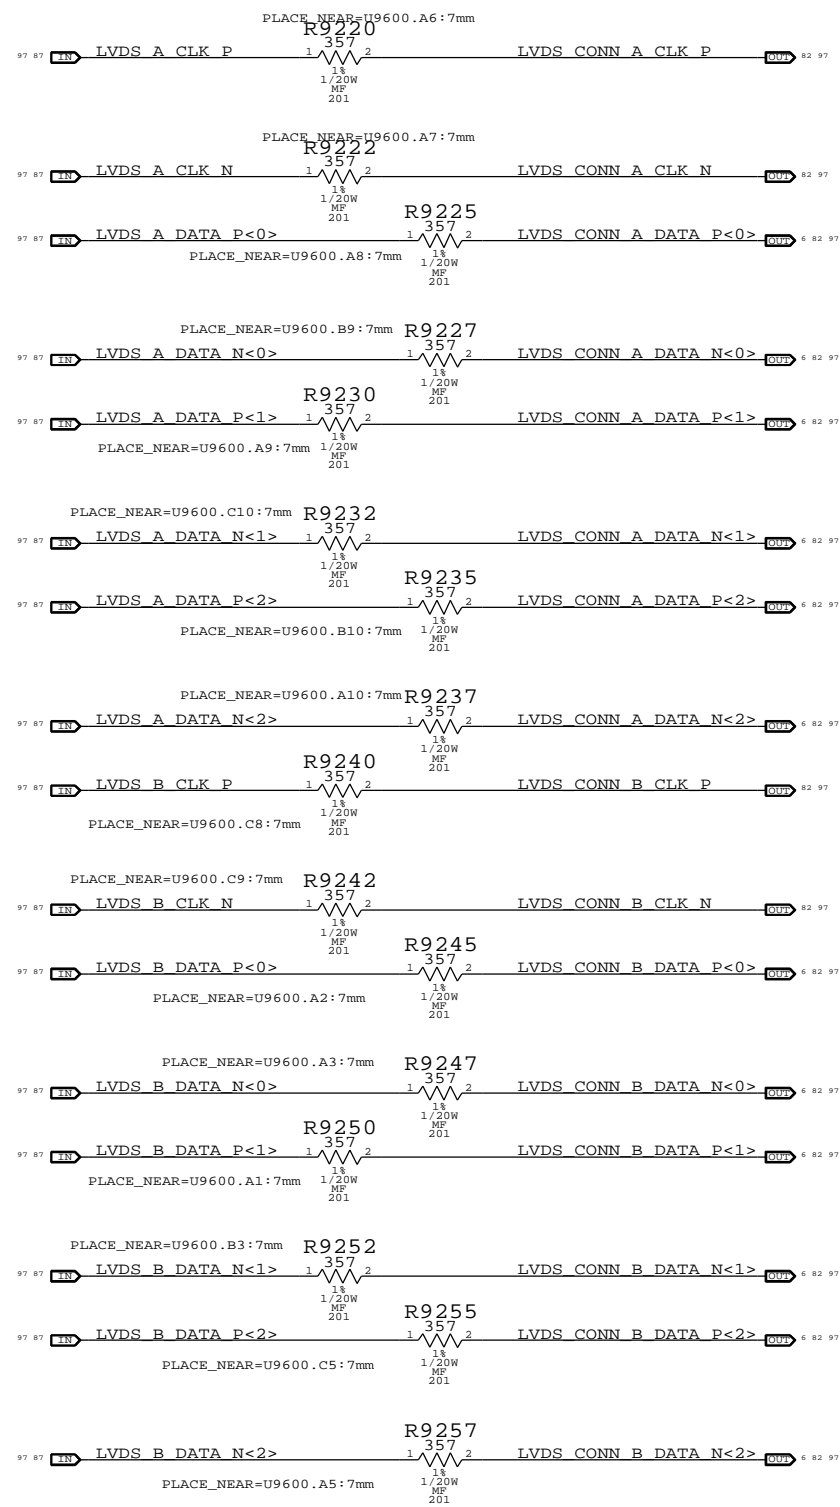 PLACE_NEAR=U9600.A6:7mm
R9220
357
97 87 IN LVDS_A_CLK_P 1 2 LVDS_CONN_A_CLK_P OUT 82 97
1%
1/20W
MF
201
PLACE_NEAR=U9600.A7:7mm
R9222
357
97 87 IN LVDS_A_CLK_N 1 2 LVDS_CONN_A_CLK_N OUT 82 97
1%
1/20W
MF
201
R9225
357
97 87 IN LVDS_A_DATA_P<0> 1 2 LVDS_CONN_A_DATA_P<0> OUT 6 82 97
PLACE_NEAR=U9600.A8:7mm 1%
1/20W
MF
201
PLACE_NEAR=U9600.B9:7mm R9227
357
97 87 IN LVDS_A_DATA_N<0> 1 2 LVDS_CONN_A_DATA_N<0> OUT 6 82 97
1%
1/20W
MF
201
R9230
357
97 87 IN LVDS_A_DATA_P<1> 1 2 LVDS_CONN_A_DATA_P<1> OUT 6 82 97
1%
PLACE_NEAR=U9600.A9:7mm 1/20W
MF
201
PLACE_NEAR=U9600.C10:7mm R9232
357
97 87 IN LVDS_A_DATA_N<1> 1 2 LVDS_CONN_A_DATA_N<1> OUT 6 82 97
1%
1/20W
MF
201
R9235
357
97 87 IN LVDS_A_DATA_P<2> 1 2 LVDS_CONN_A_DATA_P<2> OUT 6 82 97
1%
PLACE_NEAR=U9600.B10:7mm 1/20W
MF
201
PLACE_NEAR=U9600.A10:7mm R9237
357
97 87 IN LVDS_A_DATA_N<2> 1 2 LVDS_CONN_A_DATA_N<2> OUT 6 82 97
1%
1/20W
MF
201
R9240
357
97 87 IN LVDS_B_CLK_P 1 2 LVDS_CONN_B_CLK_P OUT 82 97
1%
1/20W
PLACE_NEAR=U9600.C8:7mm MF
201
PLACE_NEAR=U9600.C9:7mm R9242
357
97 87 IN LVDS_B_CLK_N 1 2 LVDS_CONN_B_CLK_N OUT 82 97
1%
1/20W
MF
201
R9245
357
97 87 IN LVDS_B_DATA_P<0> 1 2 LVDS_CONN_B_DATA_P<0> OUT 6 82 97
1%
PLACE_NEAR=U9600.A2:7mm 1/20W
MF
201
PLACE_NEAR=U9600.A3:7mm R9247
357
97 87 IN LVDS_B_DATA_N<0> 1 2 LVDS_CONN_B_DATA_N<0> OUT 6 82 97
1%
1/20W
MF
201
R9250
357
97 87 IN LVDS_B_DATA_P<1> 1 2 LVDS_CONN_B_DATA_P<1> OUT 6 82 97
1%
PLACE_NEAR=U9600.A1:7mm 1/20W
MF
201
PLACE_NEAR=U9600.B3:7mm R9252
357
97 87 IN LVDS_B_DATA_N<1> 1 2 LVDS_CONN_B_DATA_N<1> OUT 6 82 97
1%
1/20W
MF
201
R9255
357
97 87 IN LVDS_B_DATA_P<2> 1 2 LVDS_CONN_B_DATA_P<2> OUT 6 82 97
1%
PLACE_NEAR=U9600.C5:7mm 1/20W
MF
201
R9257
357
97 87 IN LVDS_B_DATA_N<2> 1 2 LVDS_CONN_B_DATA_N<2> OUT 6 82 97
1%
PLACE_NEAR=U9600.A5:7mm 1/20W
MF
201